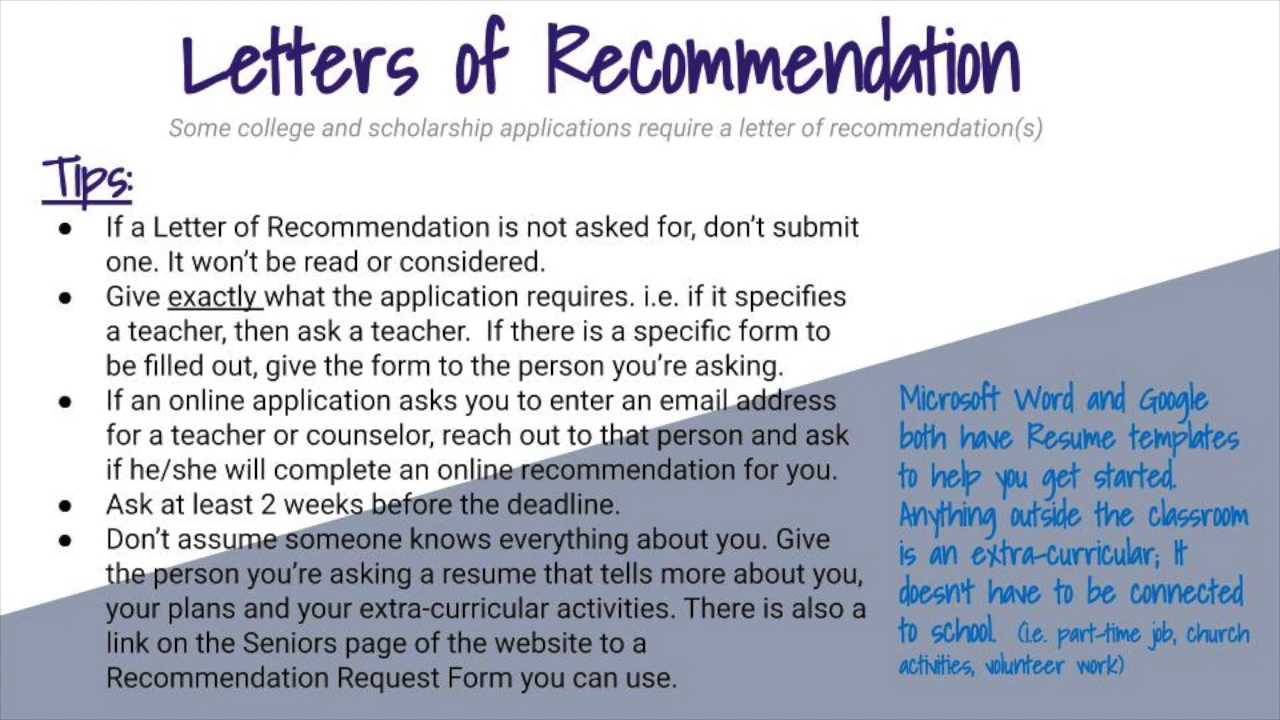 Letters of Recommendation
Some college and scholarship applications require a letter of recommendation(s)
Tips:
● If a Letter of Recommendation is not asked for, don't submit
one. It won't be read or considered.
● Give exactly what the application requires. i.e. if it specifies
a teacher, then ask a teacher.  If there is a specific form to
be filled out, give the form to the person you're asking.
● If an online application asks you to enter an email address
for a teacher or counselor, reach out to that person and ask
if he/she will complete an online recommendation for you.
● Ask at least 2 weeks before the deadline.
● Don't assume someone knows everything about you. Give
the person you're asking a resume that tells more about you,
your plans and your extra-curricular activities. There is also a
link on the Seniors page of the website to a
Recommendation Request Form you can use.
Microsoft Word and Google
both have Resume templates
to help you get started.
Anything outside the classroom
is an extra-curricular; It
doesn't have to be connected
to school. (i.e. part-time job, church
activities, volunteer work)